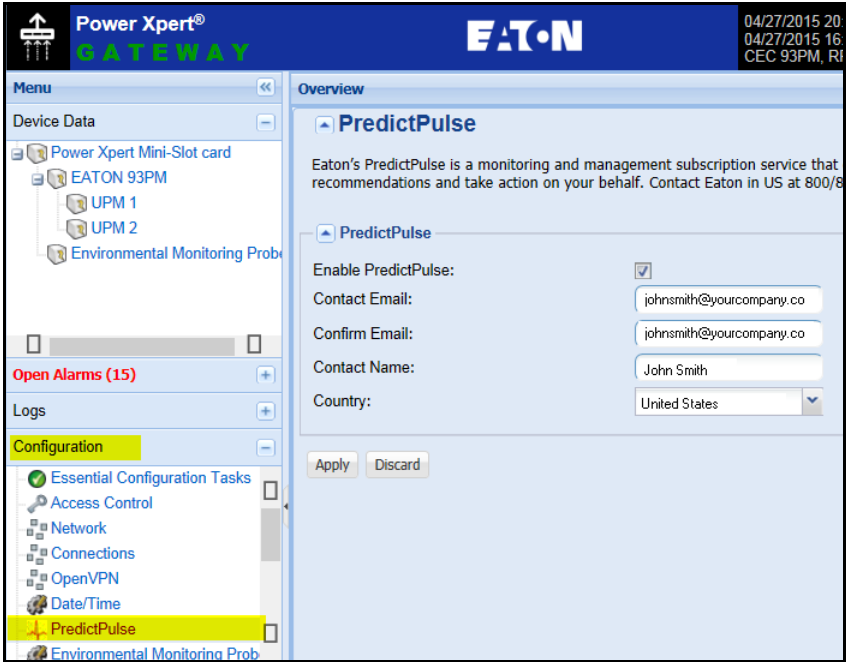 Power Xpert®
GATEWAY
EATON
04/27/2015 20:
04/27/2015 16:
CEC 93PM,
Menu
Device Data
Power Xpert Mini-Slot card
EATON 93PM
UPM 1
UPM 2
Environmental Monitoring Probe
Open Alarms (15)
Logs
Configuration
Essential Configuration Tasks
Access Control
Network
Connections
OpenVPN
Date/Time
PredictPulse
Environmental Monitoring Prob
Overview
PredictPulse
Eaton's PredictPulse is a monitoring and management subscription service that
recommendations and take action on your behalf. Contact Eaton in US at 800/8
PredictPulse
Enable PredictPulse:
Contact Email: johnsmith@yourcompany.co
Confirm Email: johnsmith@yourcompany.co
Contact Name: John Smith
Country: United States
Apply Discard